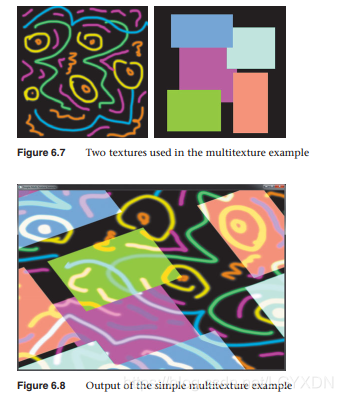 Figure 6.7 Two textures used in the multitexture example
Figure 6.8 Output of the simple multitexture example